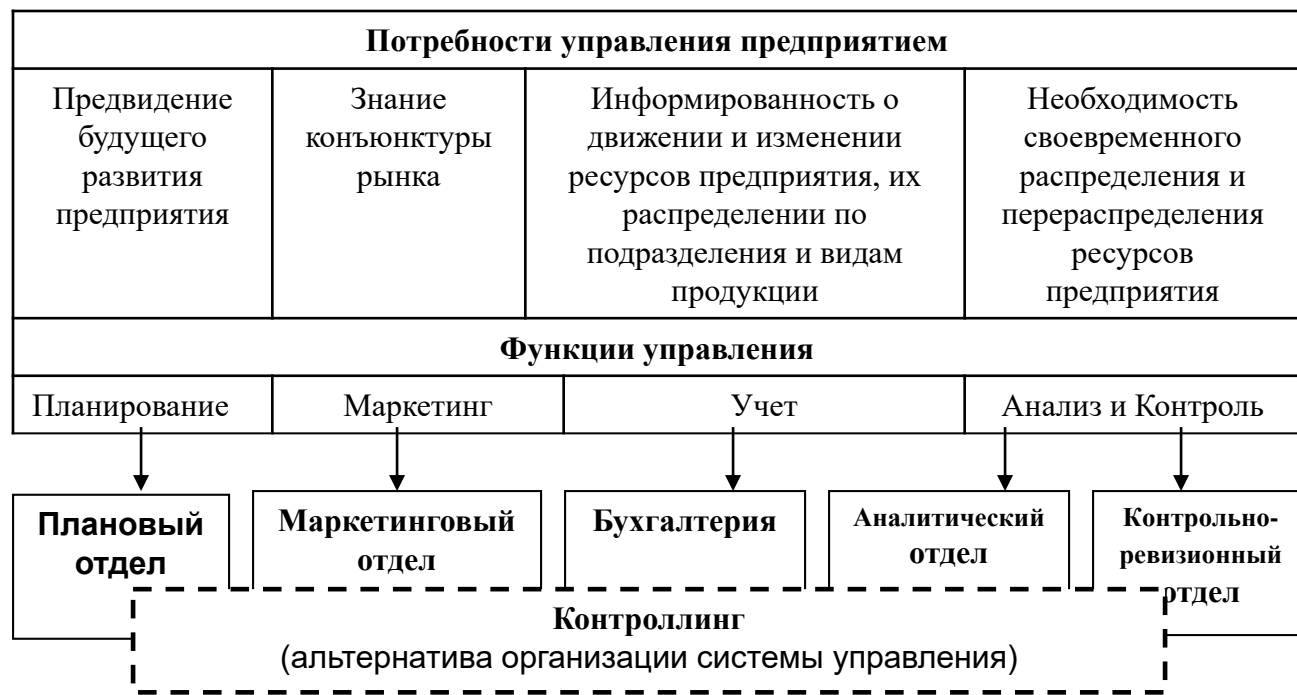 Потребности управления предприятием
Предвидение
будущего
развития
предприятия
Знание
конъюнктуры
рынка
Информированность о
движении и изменении
ресурсов предприятия, их
распределении по
подразделения и видам
продукции
Необходимость
своевременного
распределения и
перераспределения
ресурсов
предприятия
Функции управления
Планирование
Маркетинг
Учет
Анализ и Контроль
Плановый
отдел
Маркетинговый
отдел
Бухгалтерия
Аналитический
отдел
Контрольно-
ревизионный
отдел
Контроллинг
(альтернатива организации системы управления)